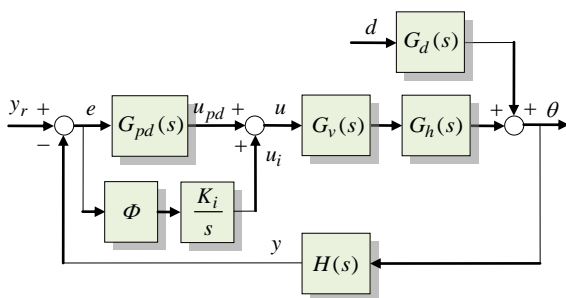 d
G_d(s)
y_r
+
−
e
G_pd(s)
u_pd
+
+
u
u_i
G_v(s)
G_h(s)
+
+
θ
Φ
K_i
s
y
H(s)